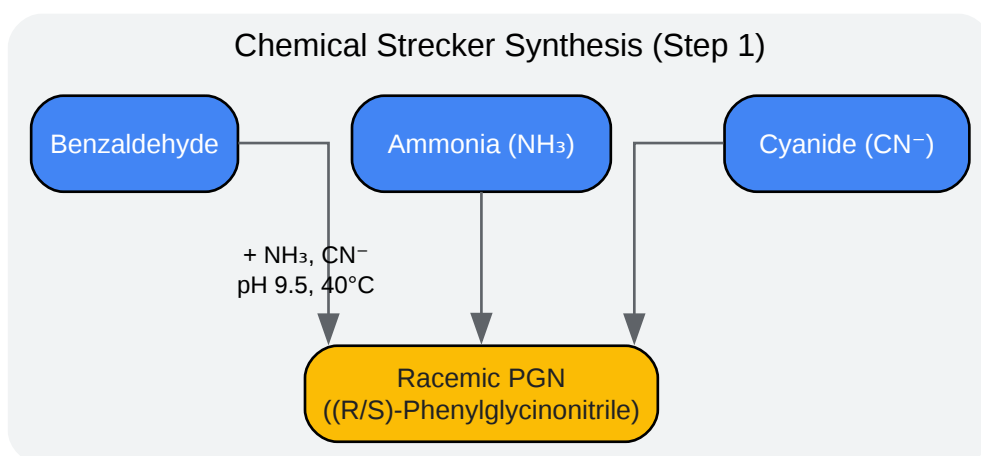 Chemical Strecker Synthesis (Step 1)
Benzaldehyde
Ammonia (NH₃)
Cyanide (CN⁻)
+ NH₃, CN⁻
pH 9.5, 40°C
Racemic PGN
((R/S)-Phenylglycinonitrile)